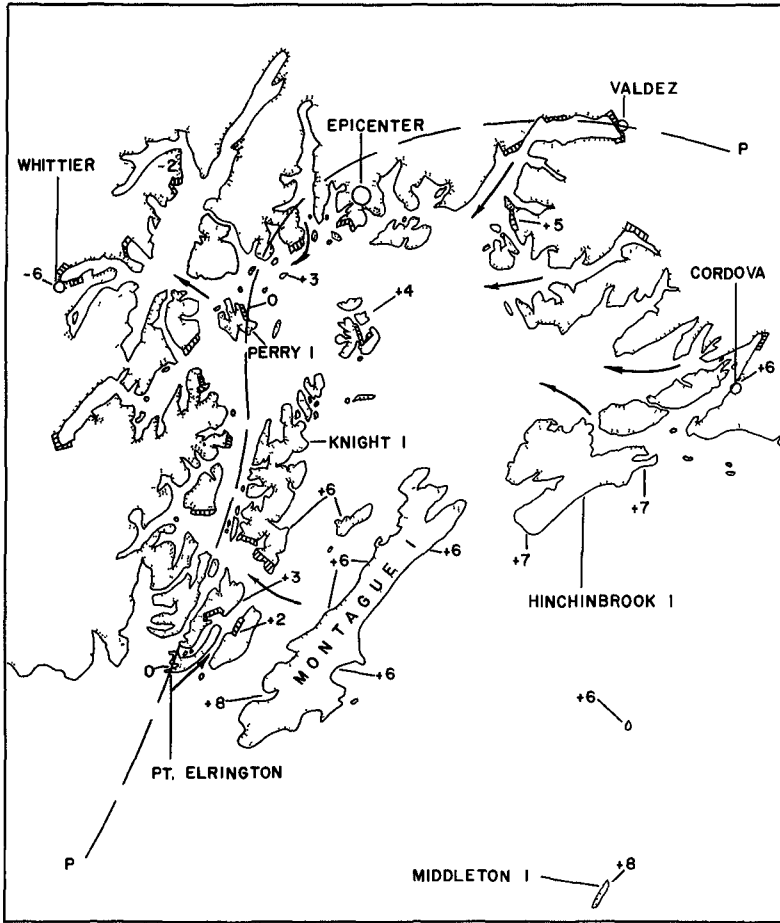 VALDEZ
EPICENTER
P
WHITTIER
-2
+5
-6
+3
CORDOVA
0
+4
PERRY I
+6
KNIGHT I
+6
+7
+6
+6
+7
MONTAGUE I
HINCHINBROOK I
+3
+2
0
+6
+8
+6
PT. ELRINGTON
P
MIDDLETON I
+8